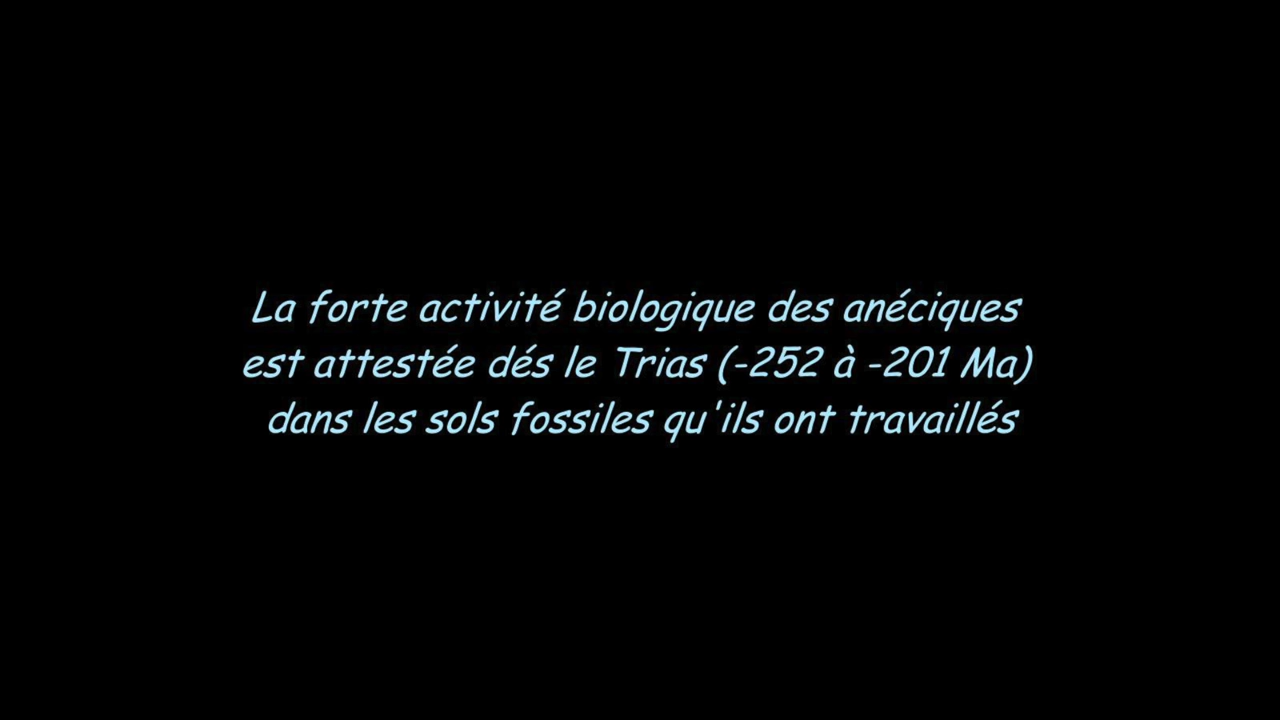 La forte activité biologique des anéciques
est attestée dés le Trias (-252 à -201 Ma)
dans les sols fossiles qu'ils ont travaillés